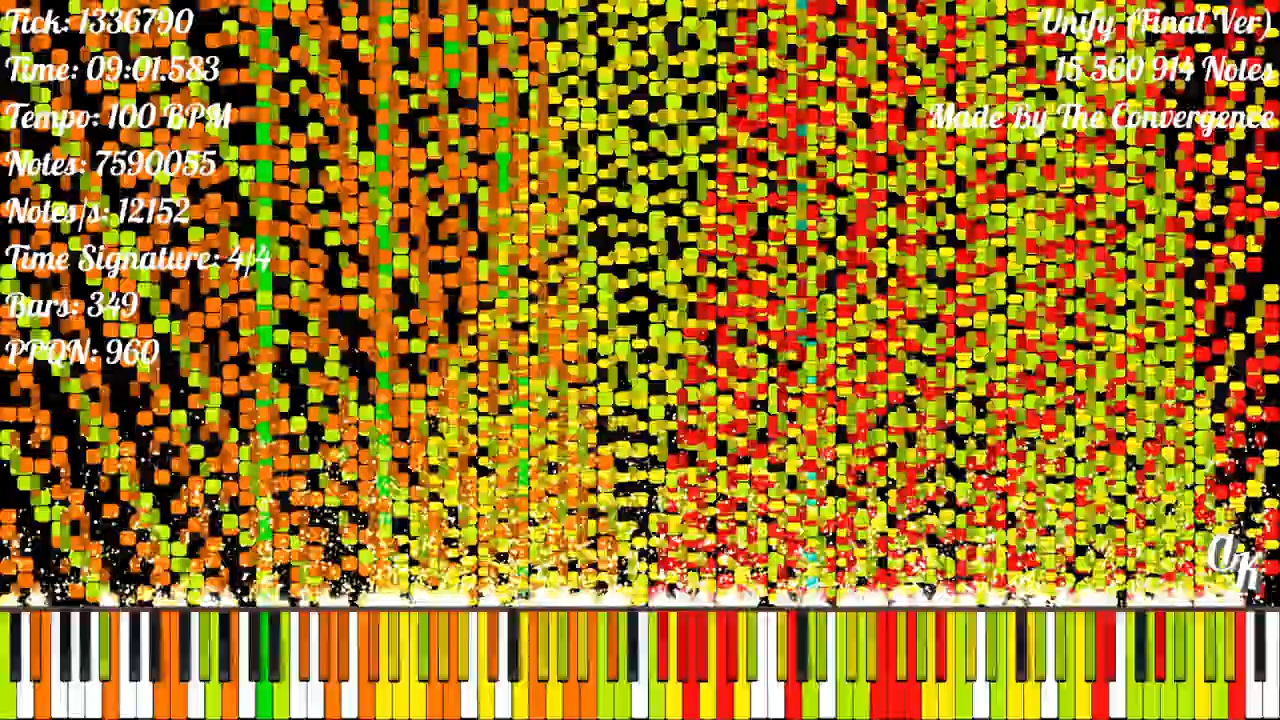 Tick: 1336790
Time: 09:01.583
Tempo: 100 BPM
Notes: 7590055
Notes/s: 12152
Time Signature: 4/4
Bars: 349
PPQN: 960
Unify (Final Ver)
15 560 914 Notes
Made By The Convergence